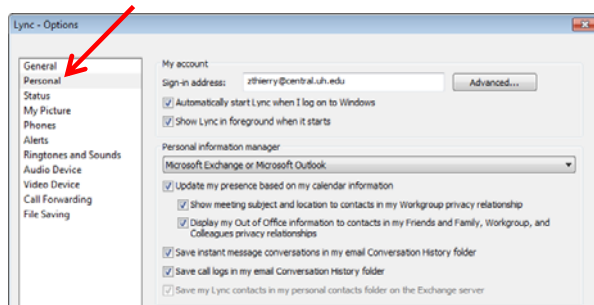 Lync - Options
General
Personal
Status
My Picture
Phones
Alerts
Ringtones and Sounds
Audio Device
Video Device
Call Forwarding
File Saving
My account
Sign-in address: zthierry@central.uh.edu Advanced...
Automatically start Lync when I log on to Windows
Show Lync in foreground when it starts
Personal information manager
Microsoft Exchange or Microsoft Outlook
Update my presence based on my calendar information
Show meeting subject and location to contacts in my Workgroup privacy relationship
Display my Out of Office information to contacts in my Friends and Family, Workgroup, and
Colleagues privacy relationships
Save instant message conversations in my email Conversation History folder
Save call logs in my email Conversation History folder
Save my Lync contacts in my personal contacts folder on the Exchange server